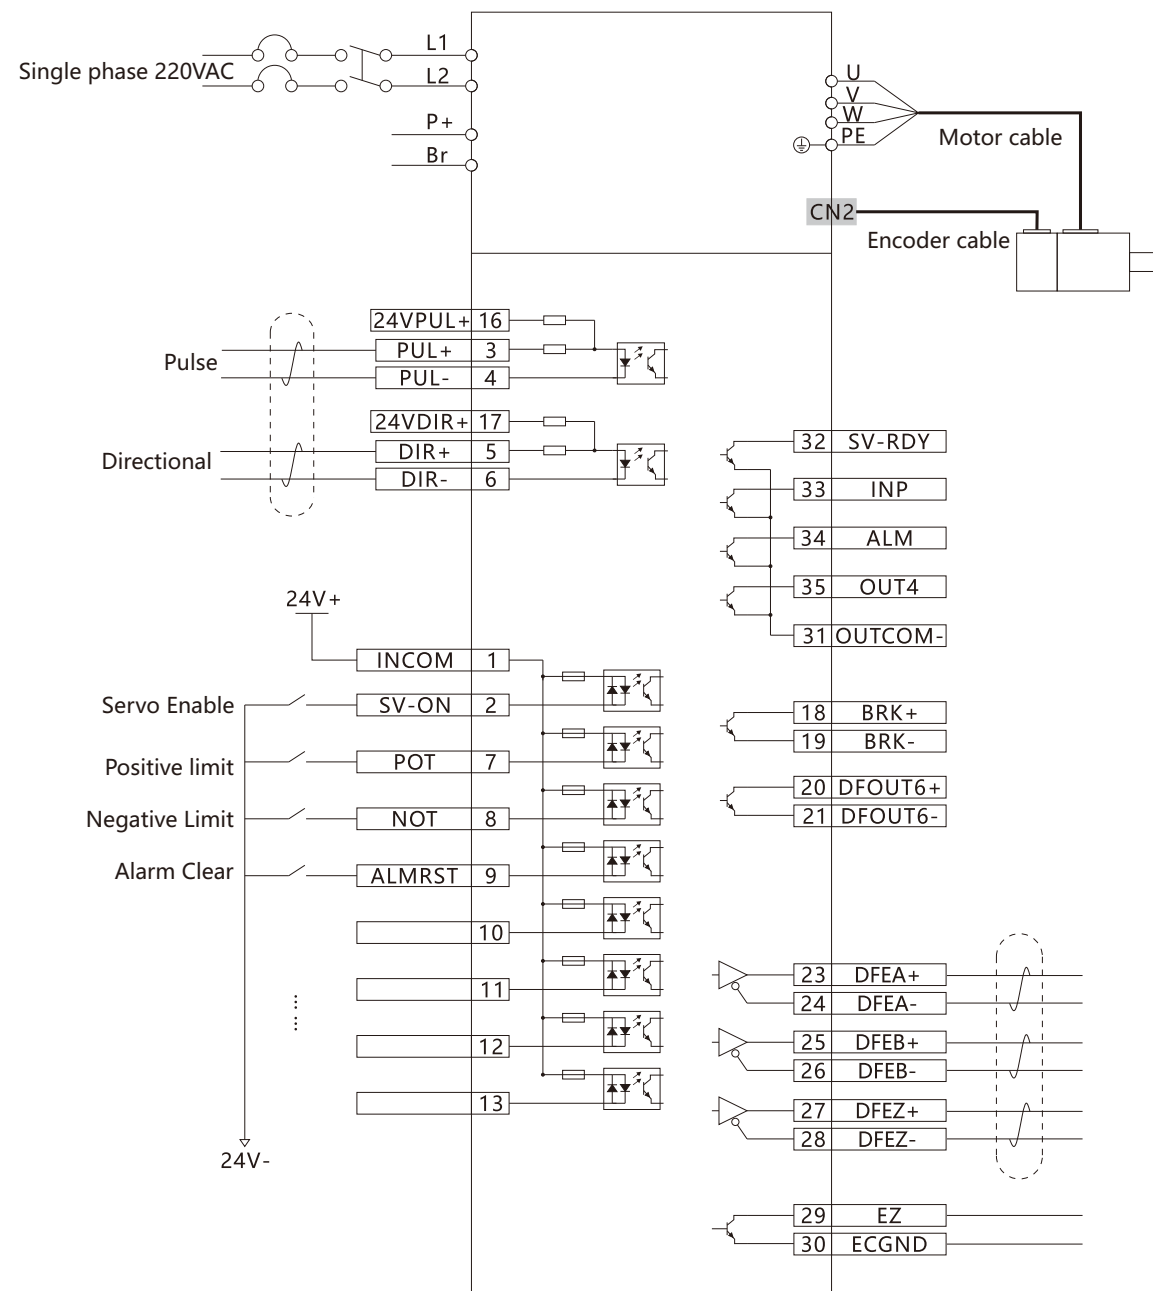 L1
Single phase 220VAC
L2
P+
Br
U
V
W
PE
Motor cable
CN2
Encoder cable
24VPUL+ 16
Pulse
PUL+ 3
PUL- 4
24VDIR+ 17
Directional
DIR+ 5
DIR- 6
32 SV-RDY
33 INP
34 ALM
35 OUT4
31 OUTCOM-
24V+
INCOM 1
Servo Enable
SV-ON 2
Positive limit
POT 7
Negative Limit
NOT 8
Alarm Clear
ALMRST 9
10
11
12
13
24V-
18 BRK+
19 BRK-
20 DFOUT6+
21 DFOUT6-
23 DFEA+
24 DFEA-
25 DFEB+
26 DFEB-
27 DFEZ+
28 DFEZ-
29 EZ
30 ECGND